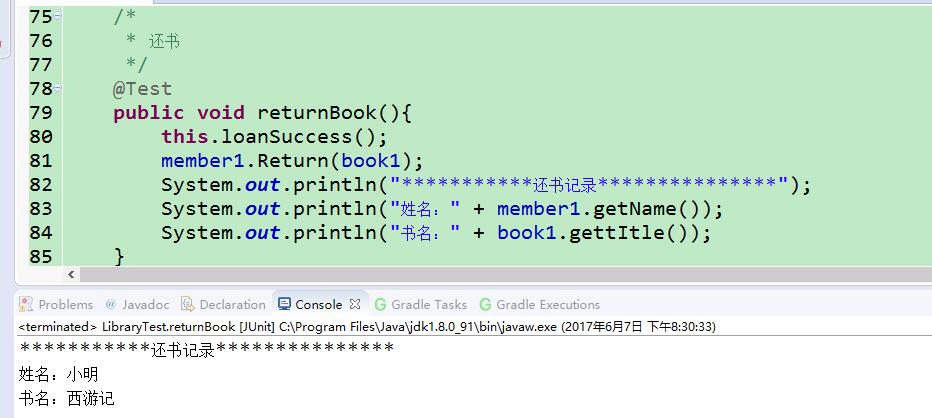 75 /*
76 * 还书
77 */
78 @Test
79 public void returnBook(){
80 this.loanSuccess();
81 member1.Return(book1);
82 System.out.println("***********还书记录***************");
83 System.out.println("姓名：" + member1.getName());
84 System.out.println("书名：" + book1.gettItle());
85 }
Problems @ Javadoc Declaration Console Gradle Tasks Gradle Executions
<terminated> LibraryTest.returnBook [JUnit] C:\Program Files\Java\jdk1.8.0_91\bin\javaw.exe (2017年6月7日 下午8:30:33)
***********还书记录***************
姓名：小明
书名：西游记